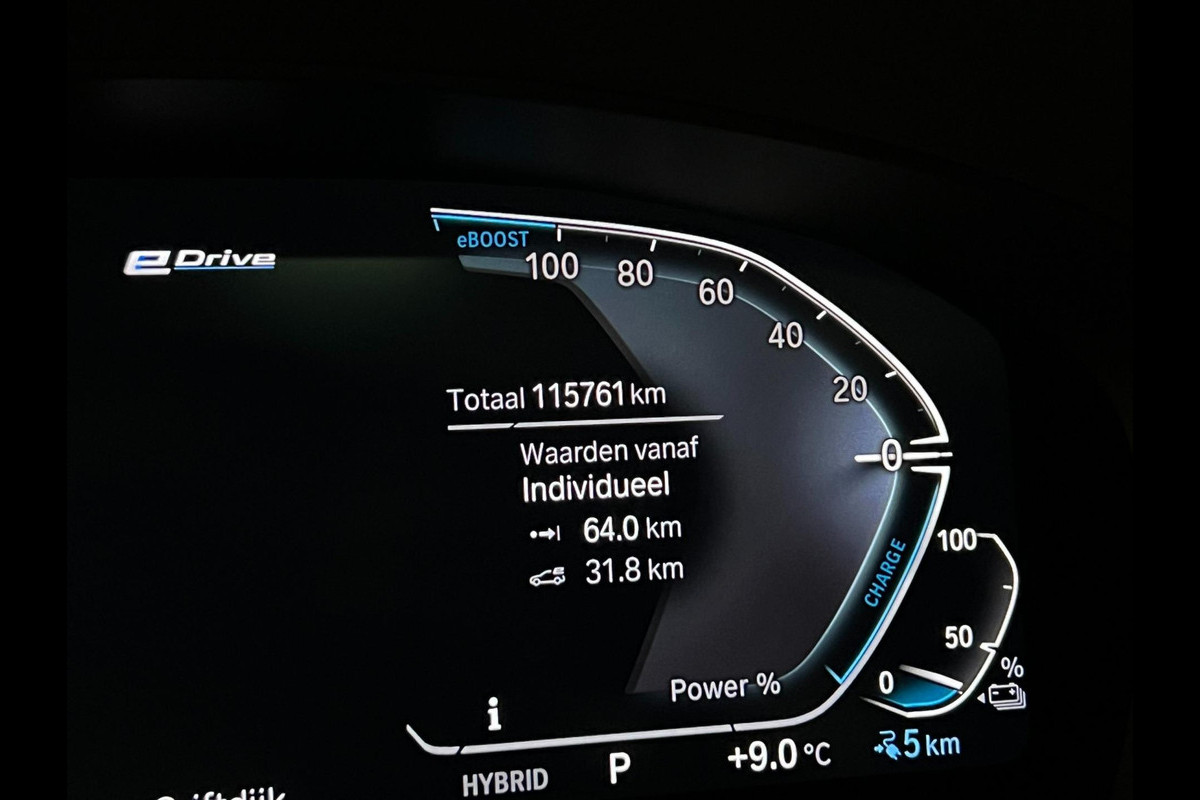 eDrive
eBOOST
100
80
60
40
20
0
Totaal 115761 km
Waarden vanaf
Individueel
64.0 km
31.8 km
CHARGE
100
50
0
%
Power %
i
HYBRID
P
+9.0 °C
5 km